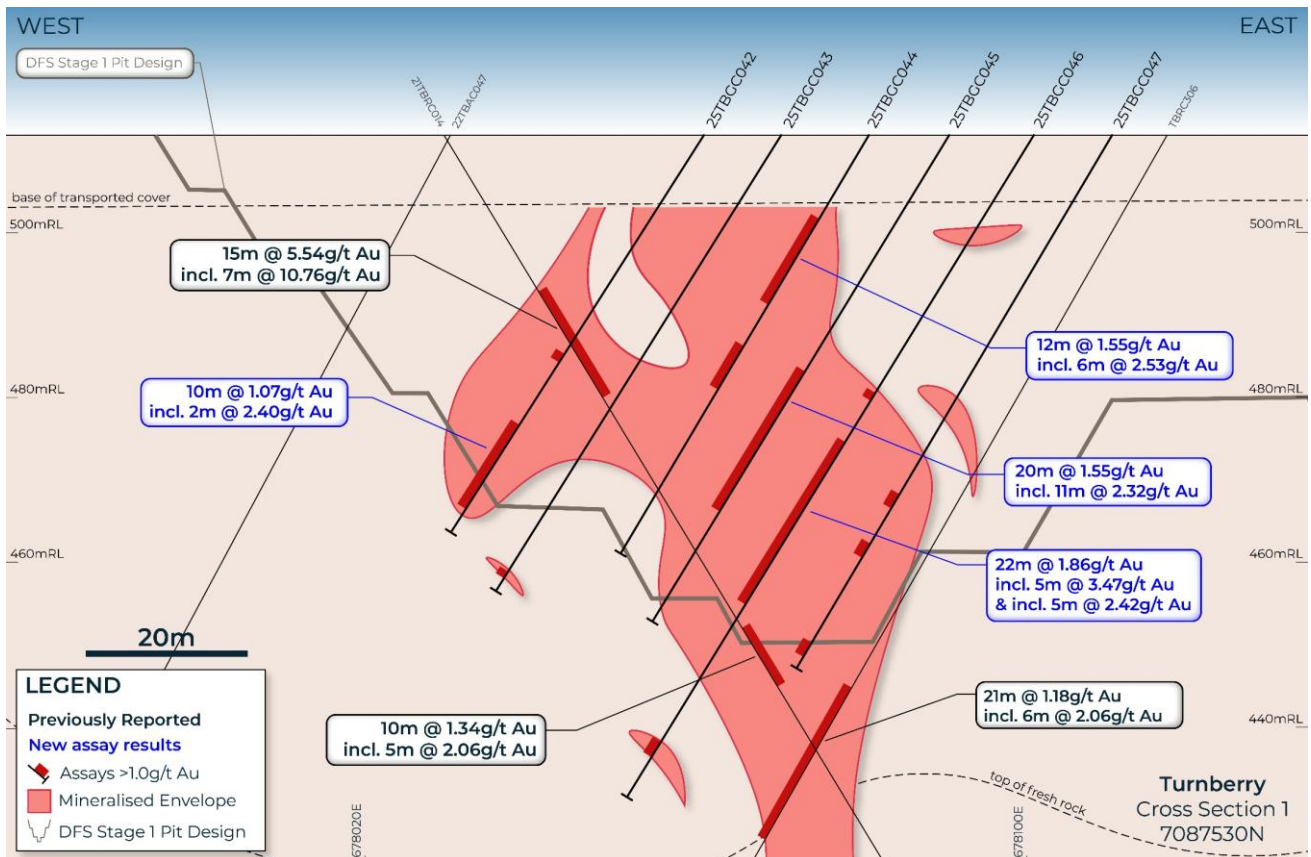 WEST
EAST
DFS Stage 1 Pit Design
21TBRC014
22TBAC047
25TBGC042
25TBGC043
25TBGC044
25TBGC045
25TBGC046
25TBGC047
TBRC306
base of transported cover
500mRL
500mRL
15m @ 5.54g/t Au
incl. 7m @ 10.76g/t Au
12m @ 1.55g/t Au
incl. 6m @ 2.53g/t Au
480mRL
480mRL
10m @ 1.07g/t Au
incl. 2m @ 2.40g/t Au
20m @ 1.55g/t Au
incl. 11m @ 2.32g/t Au
460mRL
460mRL
22m @ 1.86g/t Au
incl. 5m @ 3.47g/t Au
& incl. 5m @ 2.42g/t Au
20m
LEGEND
Previously Reported
New assay results
Assays >1.0g/t Au
Mineralised Envelope
DFS Stage 1 Pit Design
10m @ 1.34g/t Au
incl. 5m @ 2.06g/t Au
21m @ 1.18g/t Au
incl. 6m @ 2.06g/t Au
440mRL
top of fresh rock
Turnberry
Cross Section 1
7087530N
678020E
678100E